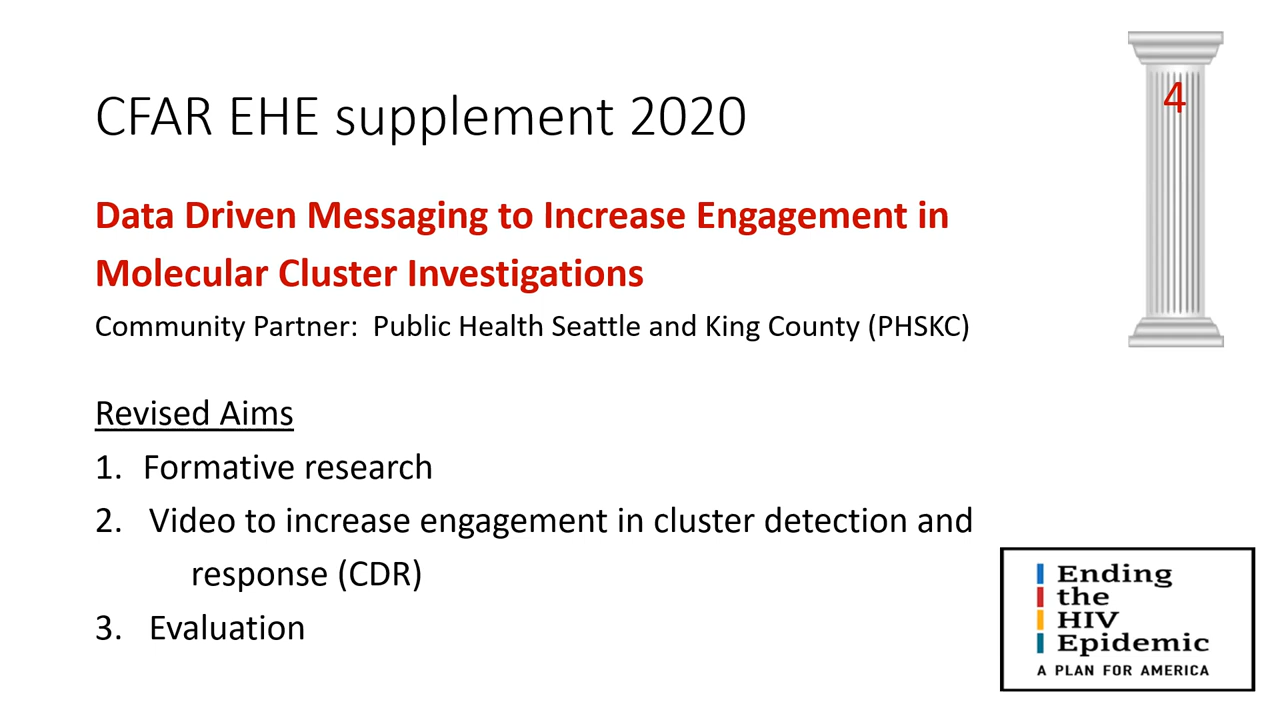 CFAR EHE supplement 2020
4
Data Driven Messaging to Increase Engagement in
Molecular Cluster Investigations
Community Partner:  Public Health Seattle and King County (PHSKC)
Revised Aims
1. Formative research
2. Video to increase engagement in cluster detection and
response (CDR)
3. Evaluation
Ending
the
HIV
Epidemic
A PLAN FOR AMERICA